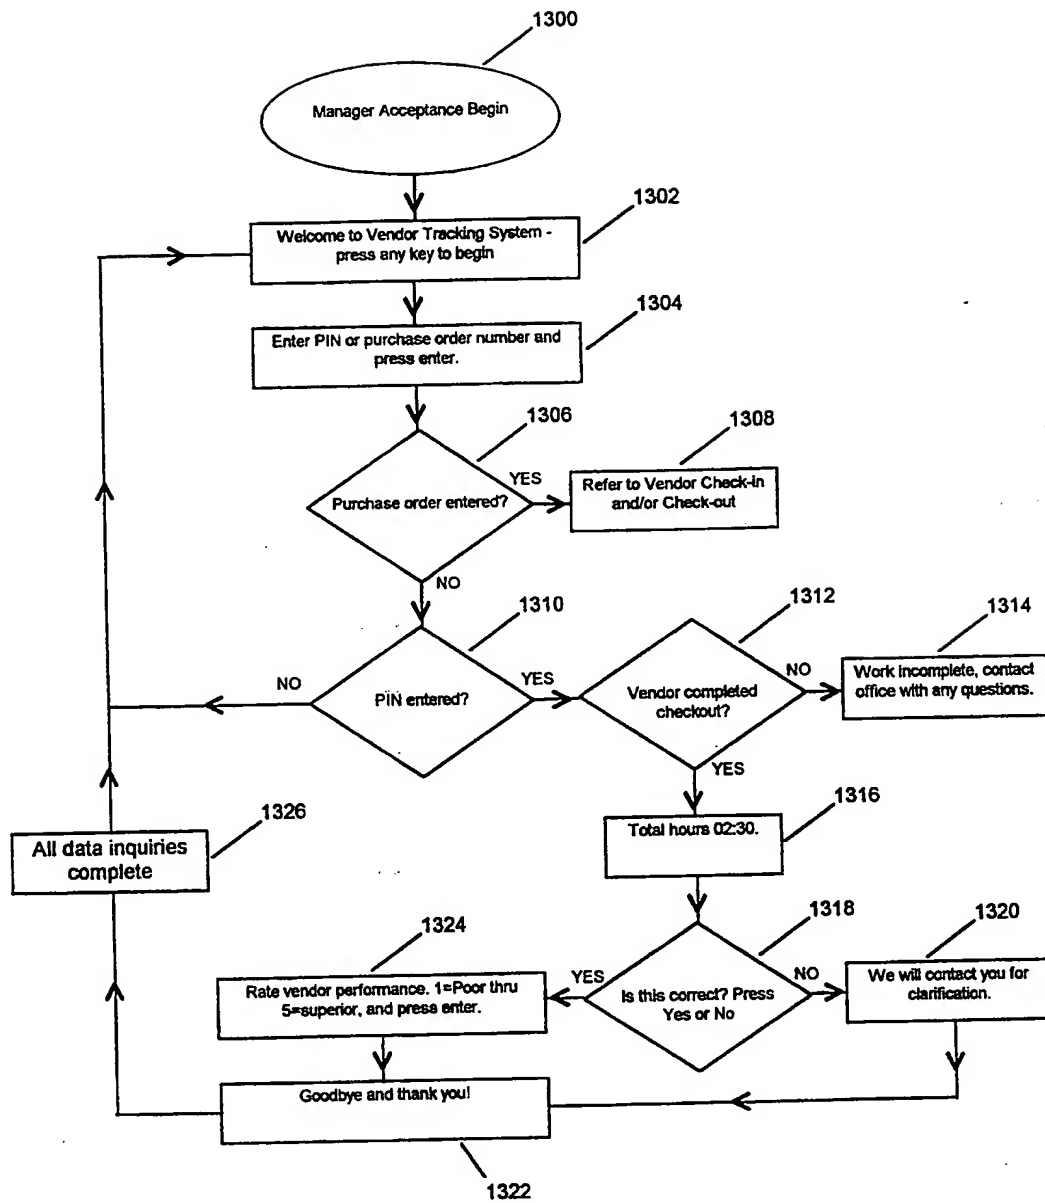 1300
Manager Acceptance Begin
1302
Welcome to Vendor Tracking System -
press any key to begin
1304
Enter PIN or purchase order number and
press enter.
1306
Purchase order entered?
YES
1308
Refer to Vendor Check-in
and/or Check-out
NO
1310
PIN entered?
NO
YES
1312
Vendor completed
checkout?
NO
1314
Work incomplete, contact
office with any questions.
YES
1316
Total hours 02:30.
1318
Is this correct? Press
Yes or No
NO
1320
We will contact you for
clarification.
YES
1324
Rate vendor performance. 1=Poor thru
5=superior, and press enter.
Goodbye and thank you!
1322
1326
All data inquiries
complete